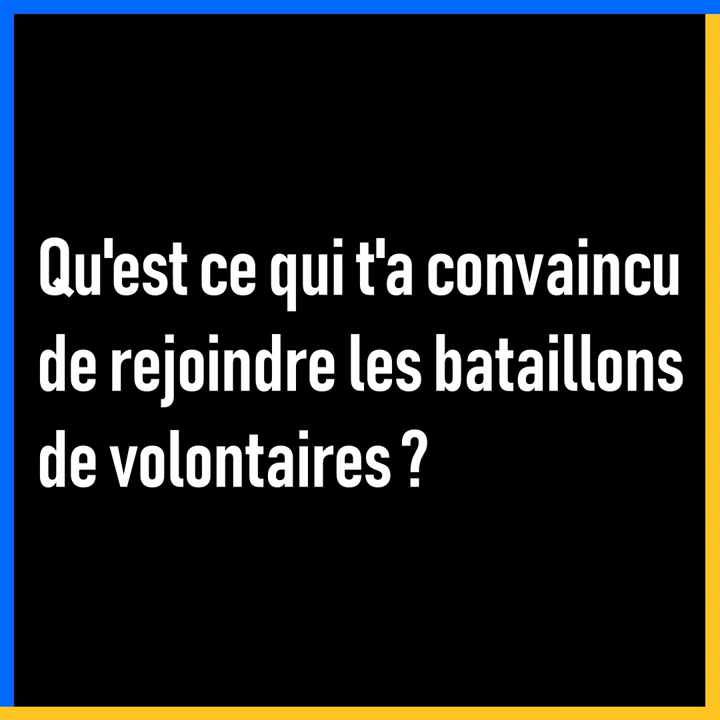 Qu'est ce qui t'a convaincu
de rejoindre les bataillons
de volontaires ?